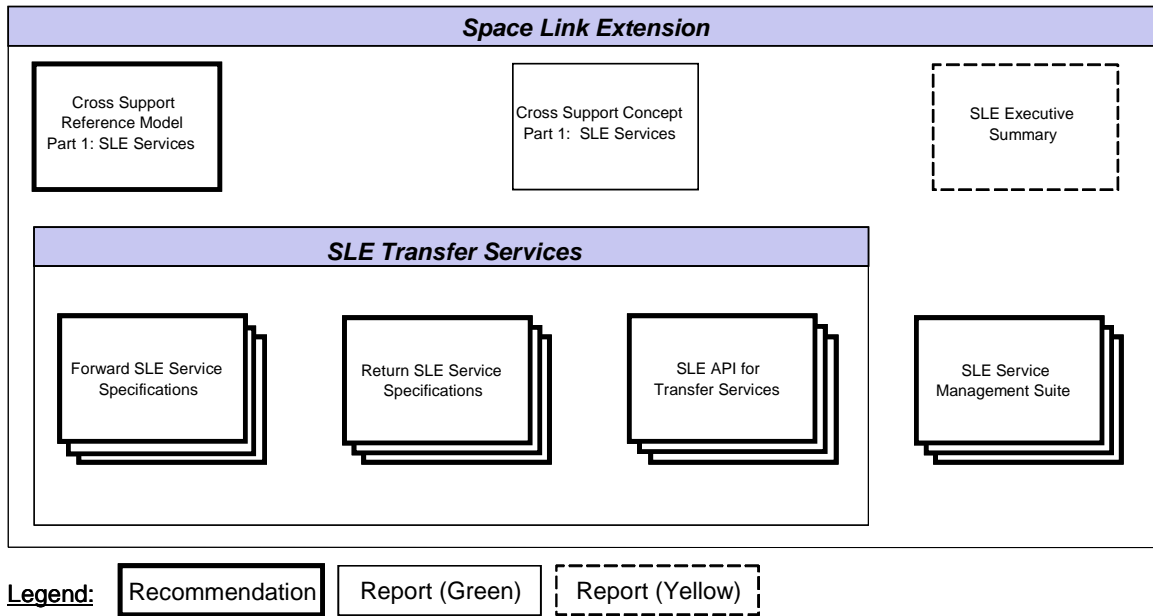 Space Link Extension
Cross Support
Reference Model
Part 1: SLE Services
Cross Support Concept
Part 1: SLE Services
SLE Executive
Summary
SLE Transfer Services
Forward SLE Service
Specifications
Return SLE Service
Specifications
SLE API for
Transfer Services
SLE Service
Management Suite
Legend:
Recommendation
Report (Green)
Report (Yellow)